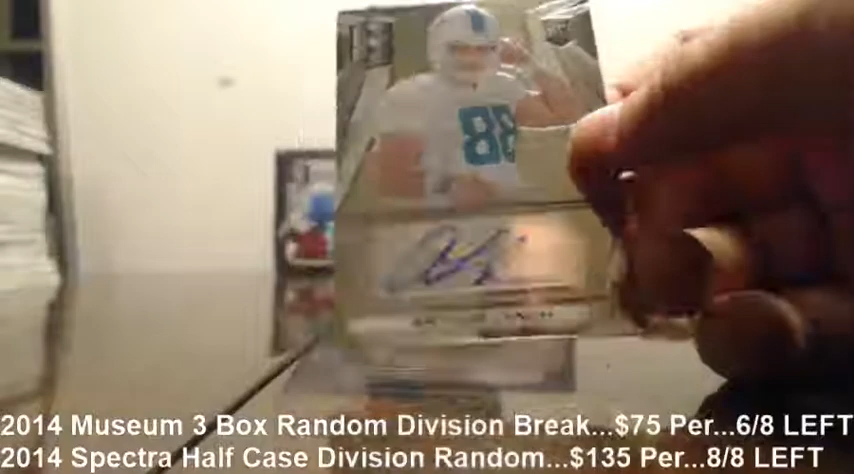 88
2014 Museum 3 Box Random Division Break...$75 Per...6/8 LEFT
2014 Spectra Half Case Division Random...$135 Per...8/8 LEFT